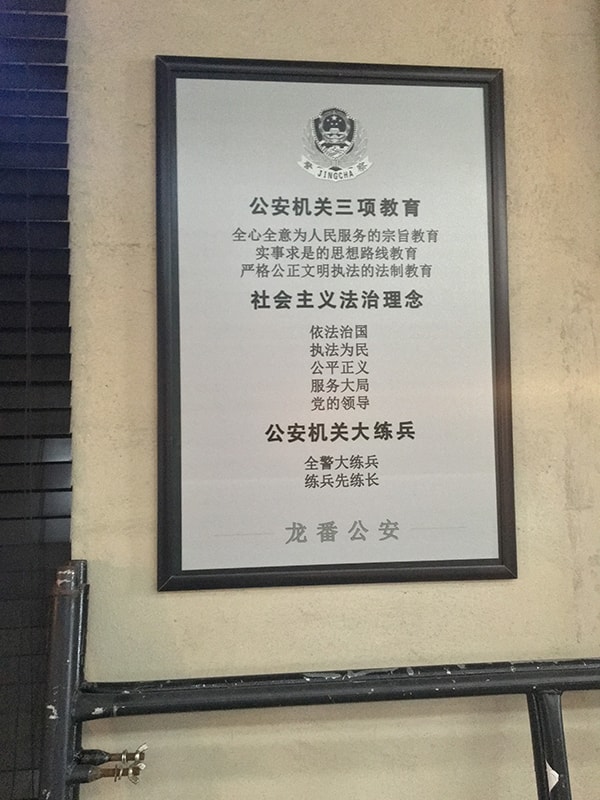 警 JINGCHA 察
公安机关三项教育
全心全意为人民服务的宗旨教育
实事求是的思想路线教育
严格公正文明执法的法制教育
社会主义法治理念
依法治国
执法为民
公平正义
服务大局
党的领导
公安机关大练兵
全警大练兵
练兵先练长
龙番公安